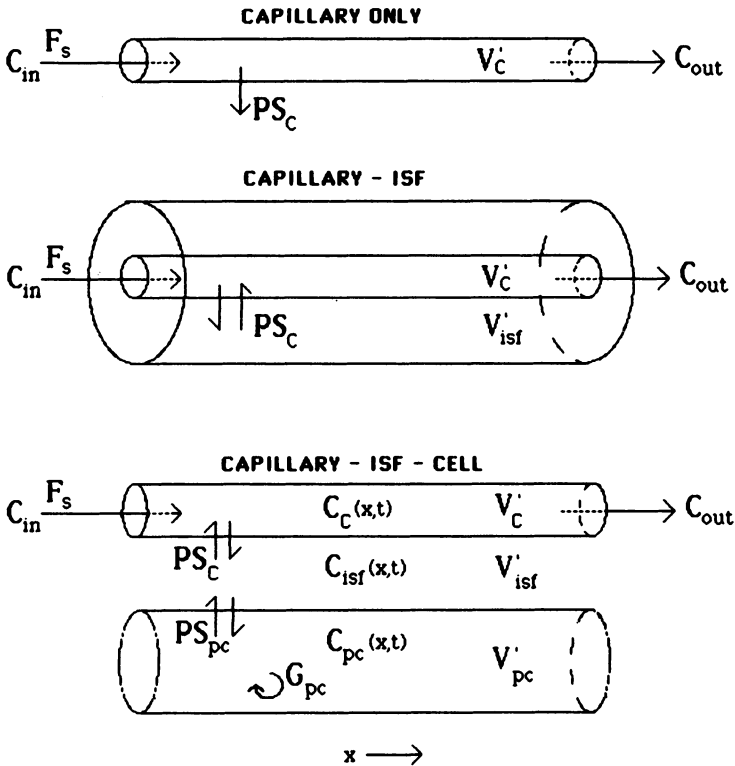 CAPILLARY ONLY
C_in F_s V'_C C_out
PS_C
CAPILLARY - ISF
C_in F_s V'_C C_out
PS_C V'_isf
CAPILLARY - ISF - CELL
C_in F_s C_C(x,t) V'_C C_out
PS_C C_isf(x,t) V'_isf
PS_pc C_pc(x,t) V'_pc
G_pc
x